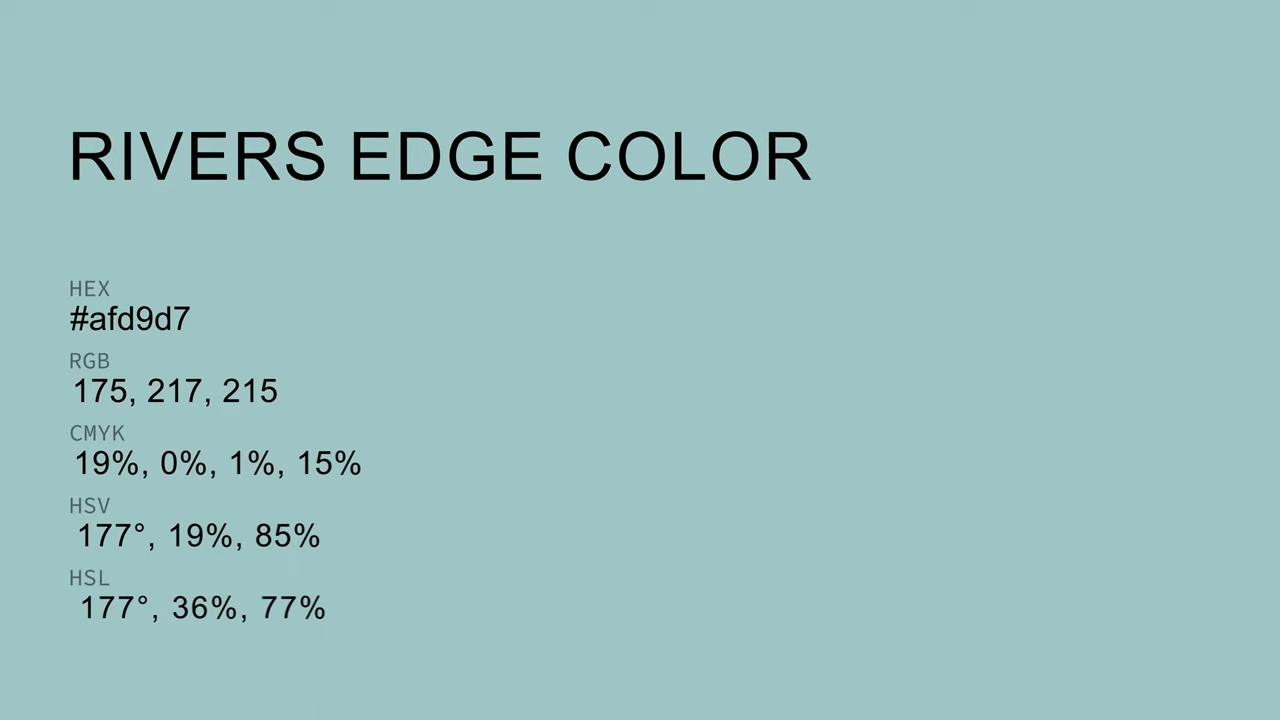 RIVERS EDGE COLOR
HEX
#afd9d7
RGB
175, 217, 215
CMYK
19%, 0%, 1%, 15%
HSV
177°, 19%, 85%
HSL
177°, 36%, 77%